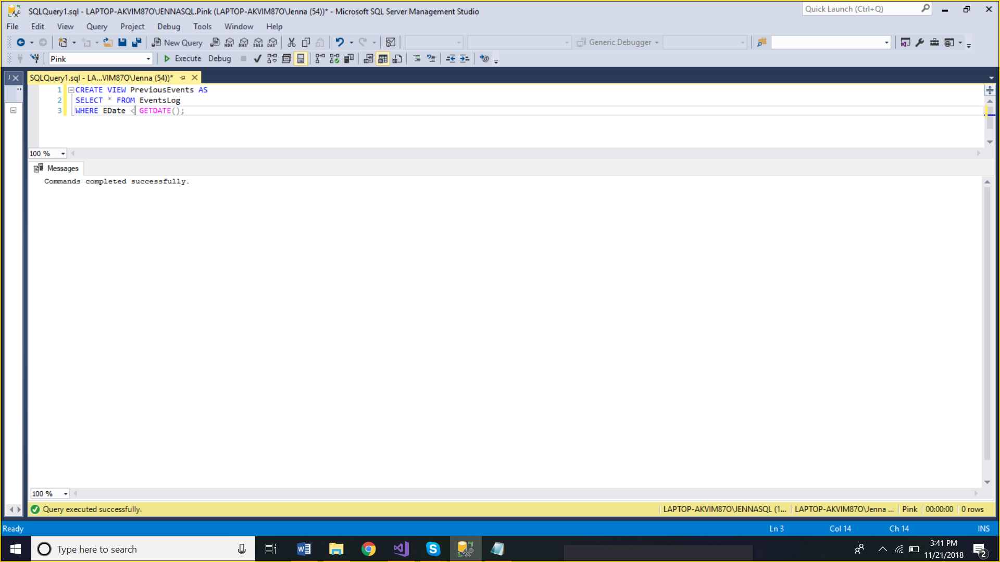 SQLQuery1.sql - LAPTOP-AKVIM87O\JENNASQL.Pink (LAPTOP-AKVIM87O\Jenna (54))* - Microsoft SQL Server Management Studio
Quick Launch (Ctrl+Q)
File Edit View Query Project Debug Tools Window Help
New Query MDX DMX XMLA DAX Generic Debugger
Pink Execute Debug
SQLQuery1.sql - LA...VIM87O\Jenna (54))*
1 CREATE VIEW PreviousEvents AS
2 SELECT * FROM EventsLog
3 WHERE EDate < GETDATE();
100 %
Messages
Commands completed successfully.
100 %
Query executed successfully. LAPTOP-AKVIM87O\JENNASQL (1... LAPTOP-AKVIM87O\Jenna ... Pink 00:00:00 0 rows
Ready Ln 3 Col 14 Ch 14 INS
Type here to search
3:41 PM
11/21/2018
2